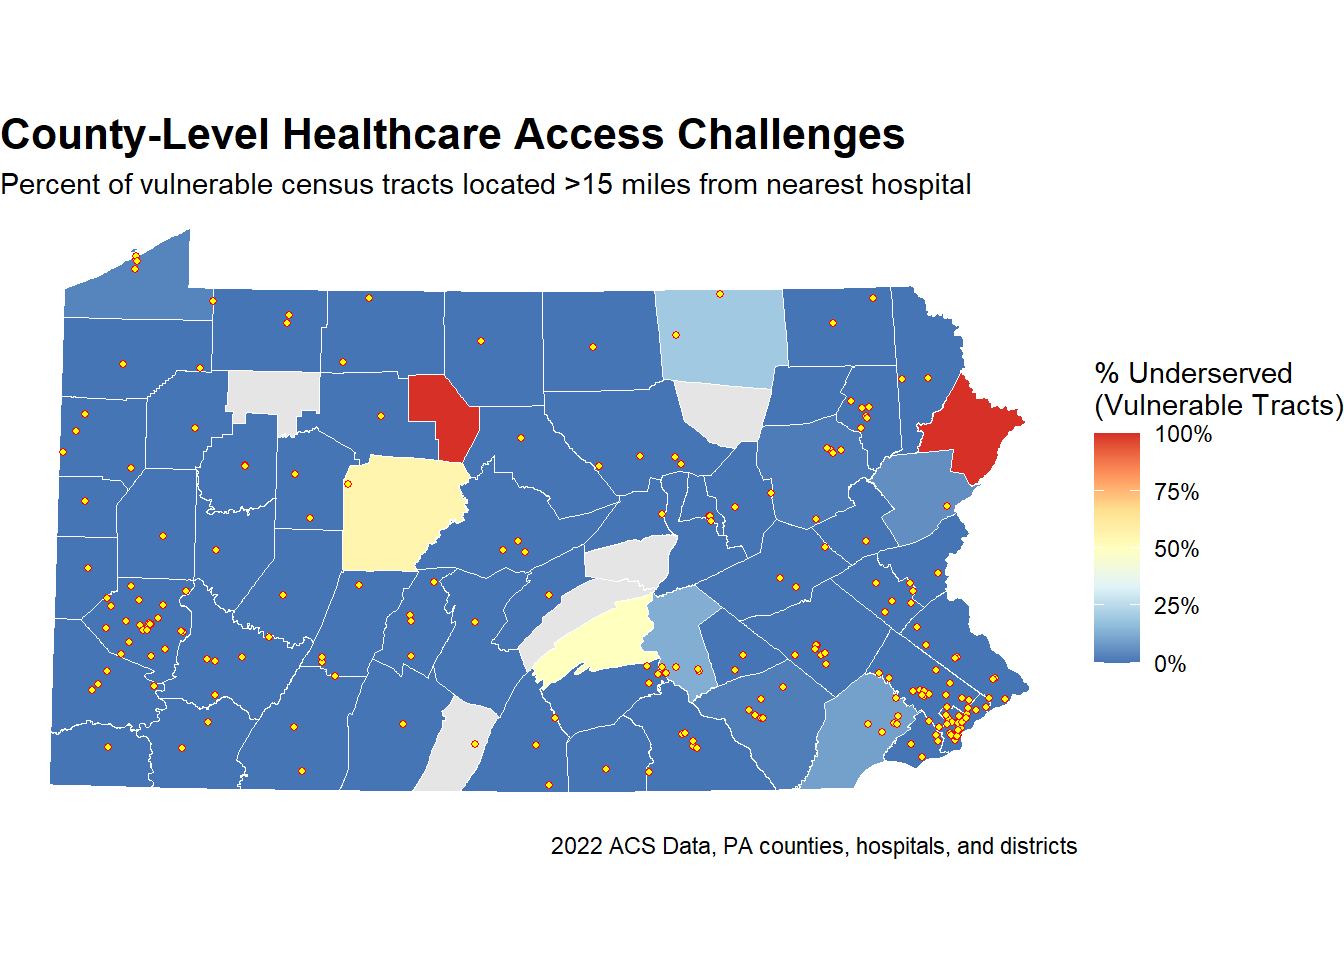 County-Level Healthcare Access Challenges
Percent of vulnerable census tracts located >15 miles from nearest hospital
% Underserved
(Vulnerable Tracts)
100%
75%
50%
25%
0%
2022 ACS Data, PA counties, hospitals, and districts